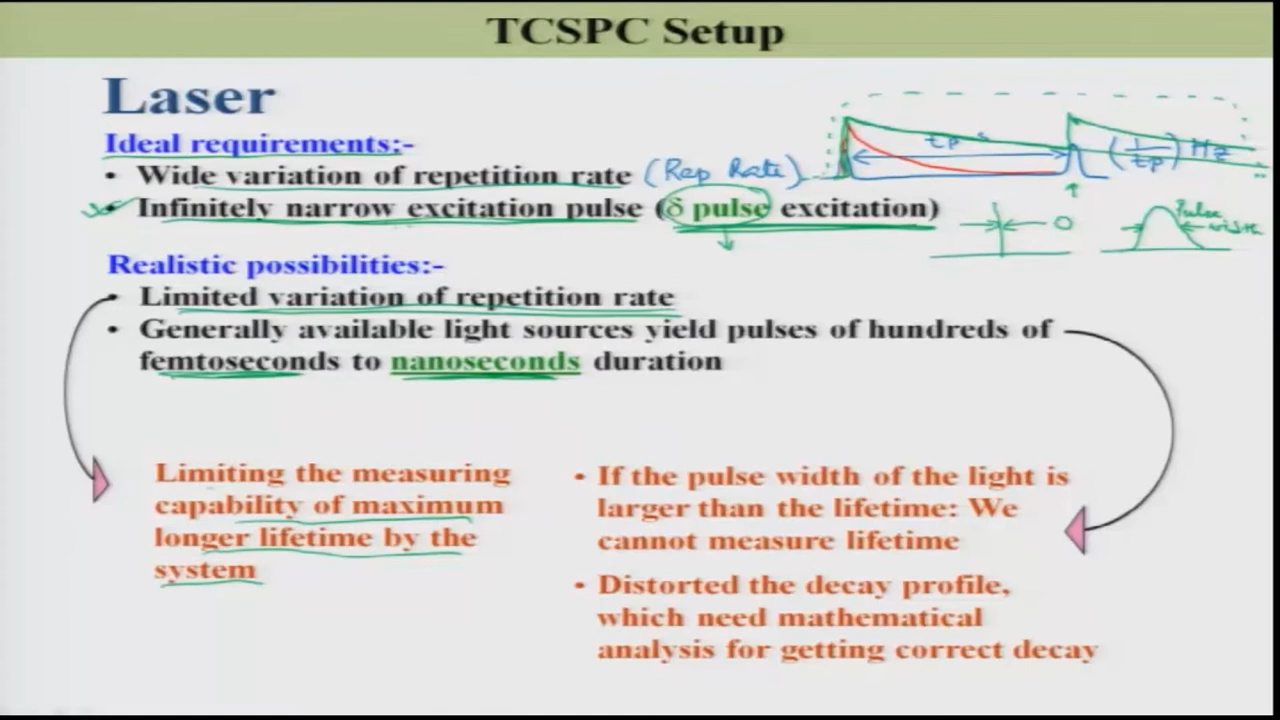 TCSPC Setup
Laser
Ideal requirements:-
• Wide variation of repetition rate (Rep Rate)
tp
(1/tp) Hz
• Infinitely narrow excitation pulse (δ pulse excitation)
0
Pulse
width
Realistic possibilities:-
• Limited variation of repetition rate
• Generally available light sources yield pulses of hundreds of
femtoseconds to nanoseconds duration
Limiting the measuring
capability of maximum
longer lifetime by the
system
• If the pulse width of the light is
larger than the lifetime: We
cannot measure lifetime
• Distorted the decay profile,
which need mathematical
analysis for getting correct decay